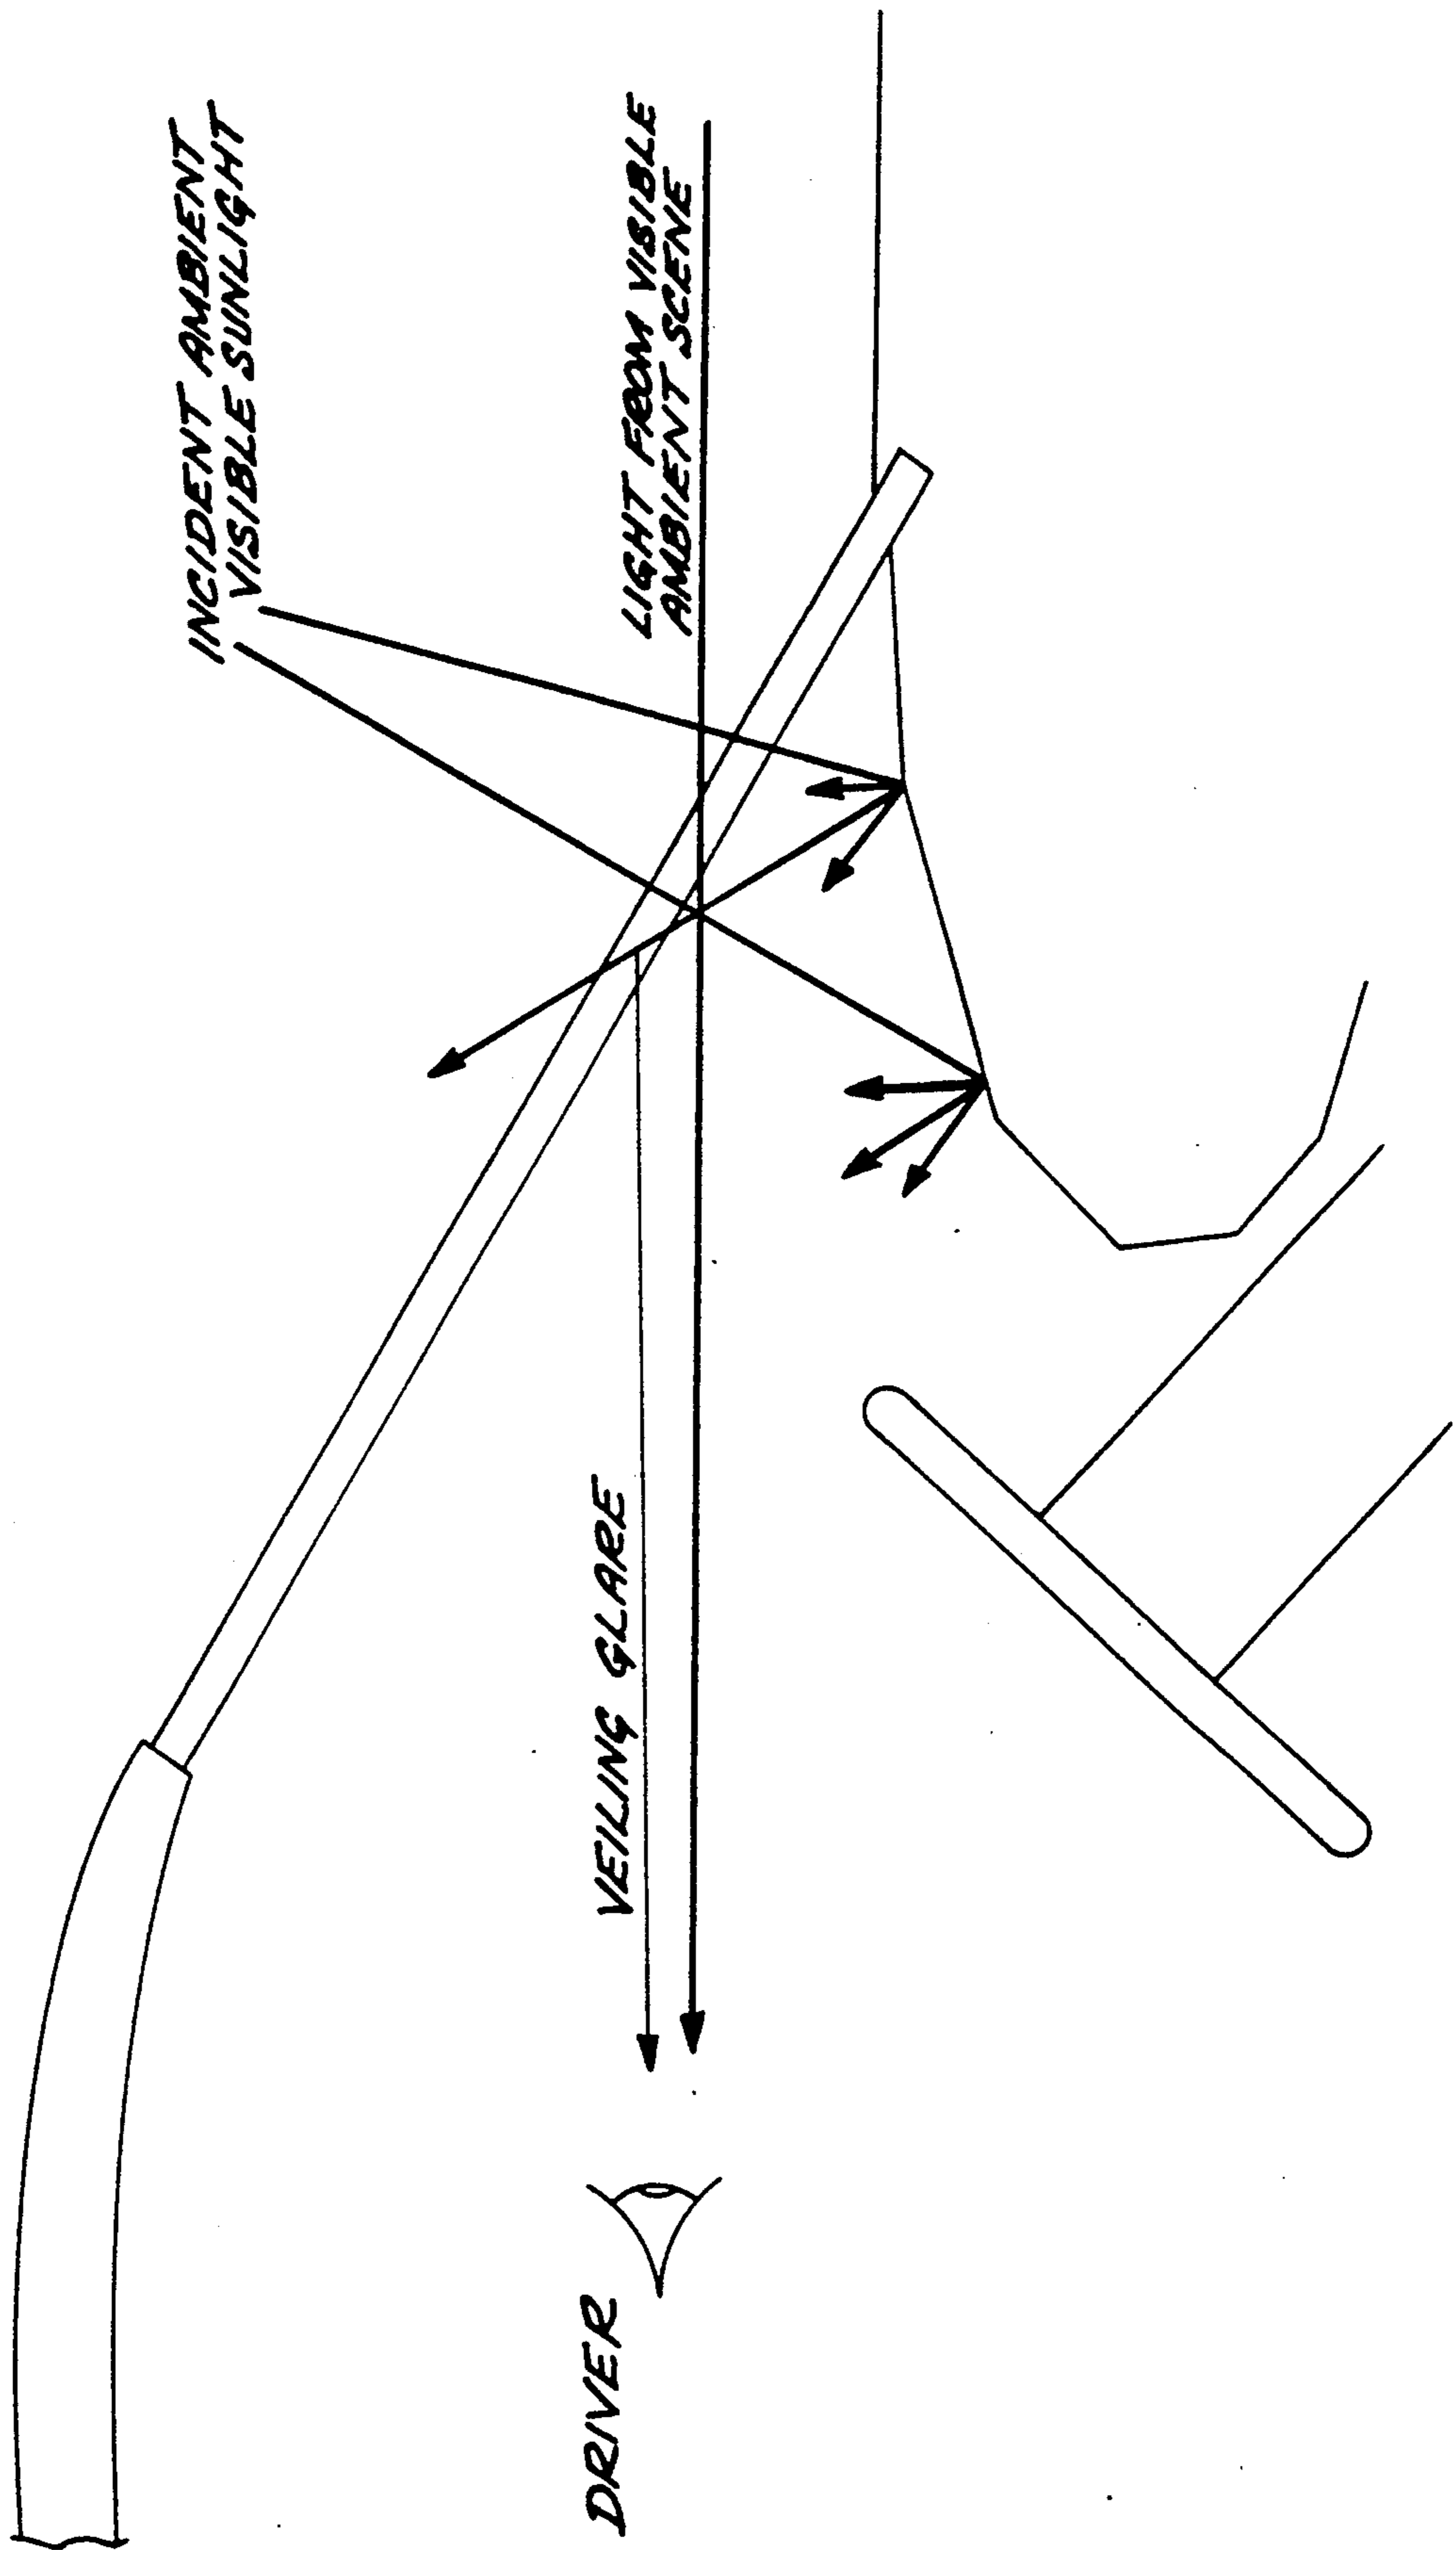 INCIDENT AMBIENT
VISIBLE SUNLIGHT
LIGHT FROM VISIBLE
AMBIENT SCENE
VEILING GLARE
DRIVER